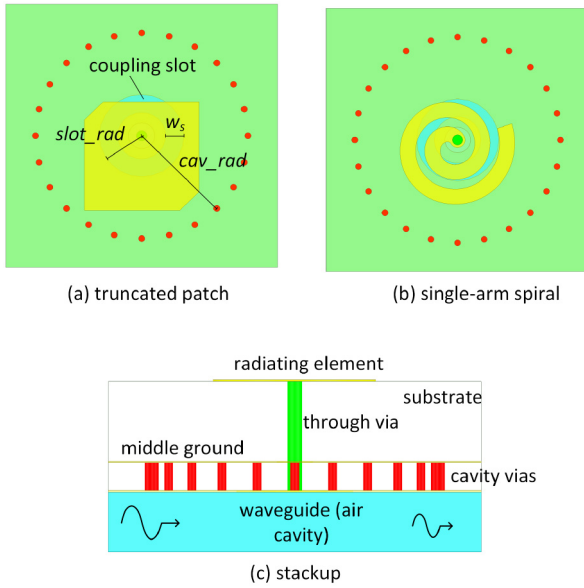 coupling slot
slot_rad
w_s
cav_rad
(a) truncated patch
(b) single-arm spiral
radiating element
substrate
through via
middle ground
cavity vias
waveguide (air
cavity)
(c) stackup